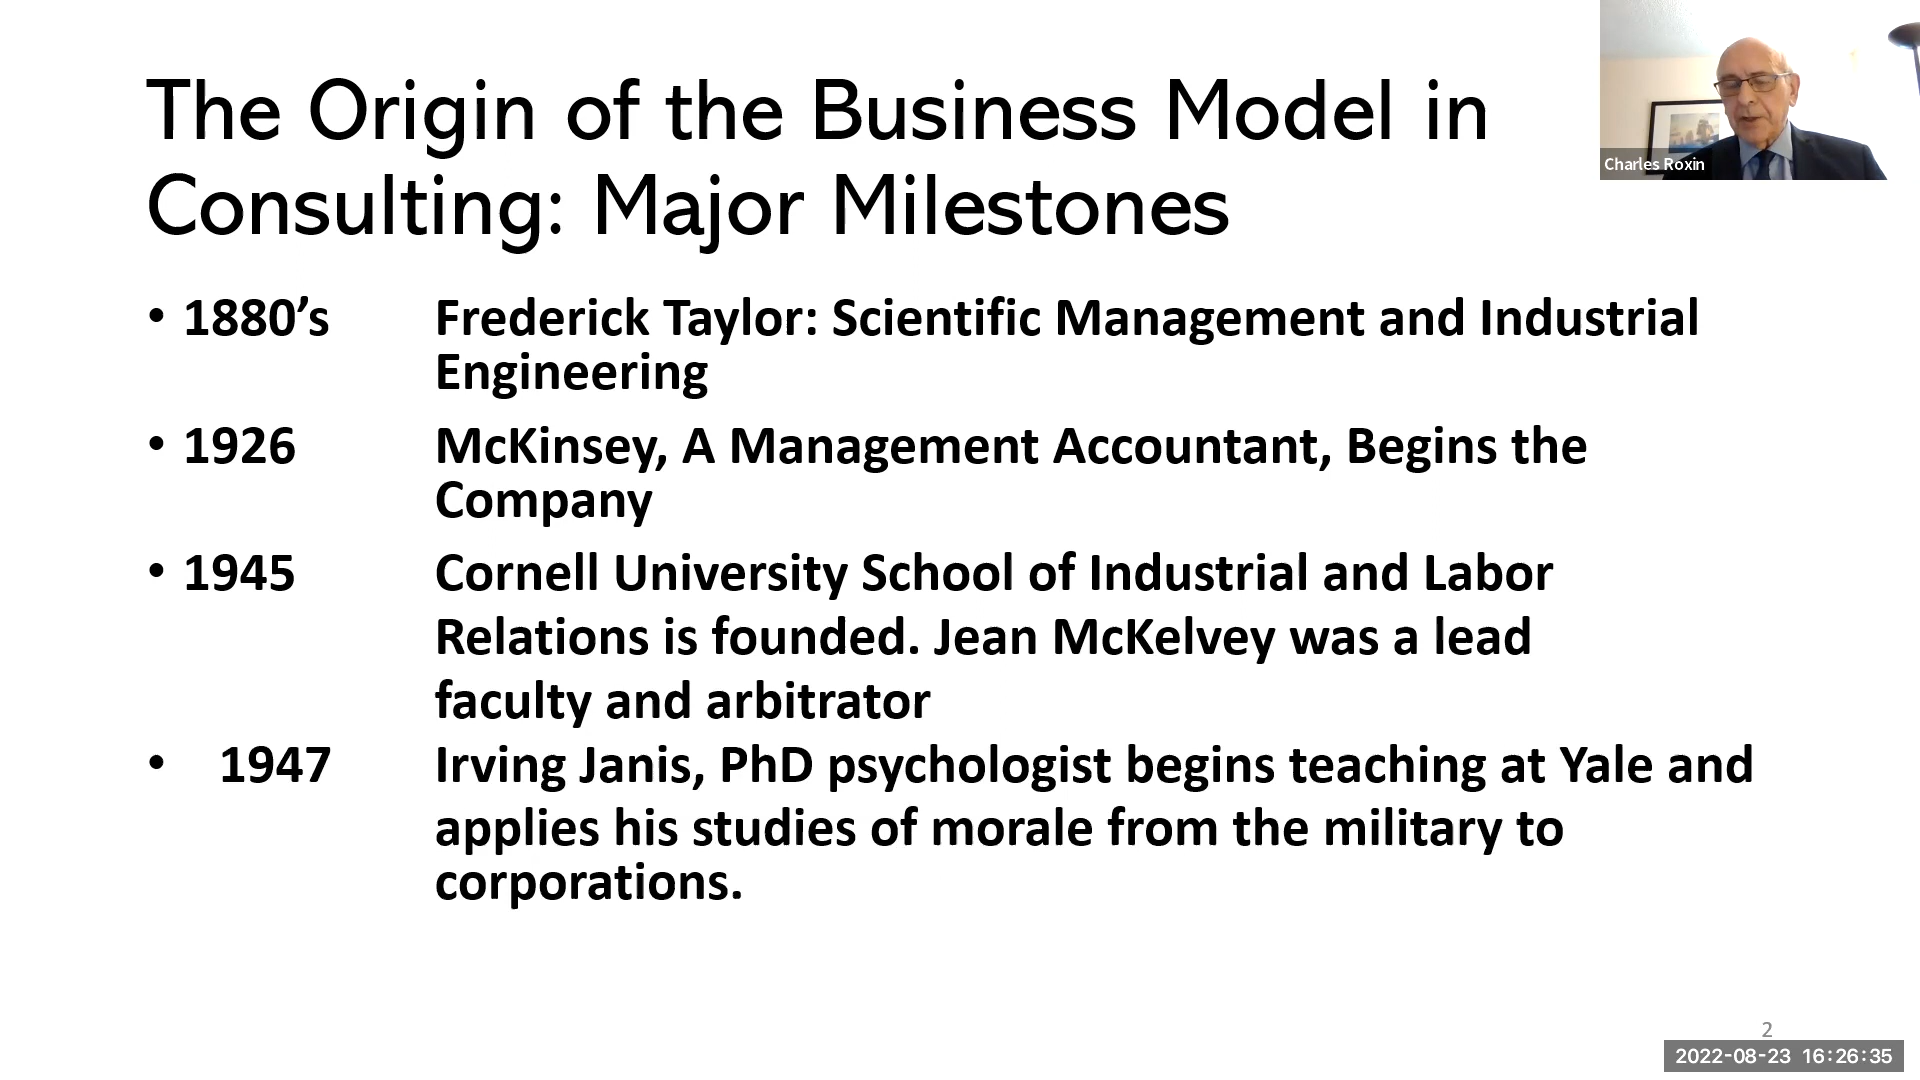 The Origin of the Business Model in
Consulting: Major Milestones
Charles Roxin
• 1880’s Frederick Taylor: Scientific Management and Industrial
Engineering
• 1926 McKinsey, A Management Accountant, Begins the
Company
• 1945 Cornell University School of Industrial and Labor
Relations is founded. Jean McKelvey was a lead
faculty and arbitrator
• 1947 Irving Janis, PhD psychologist begins teaching at Yale and
applies his studies of morale from the military to
corporations.
2
2022-08-23 16:26:35